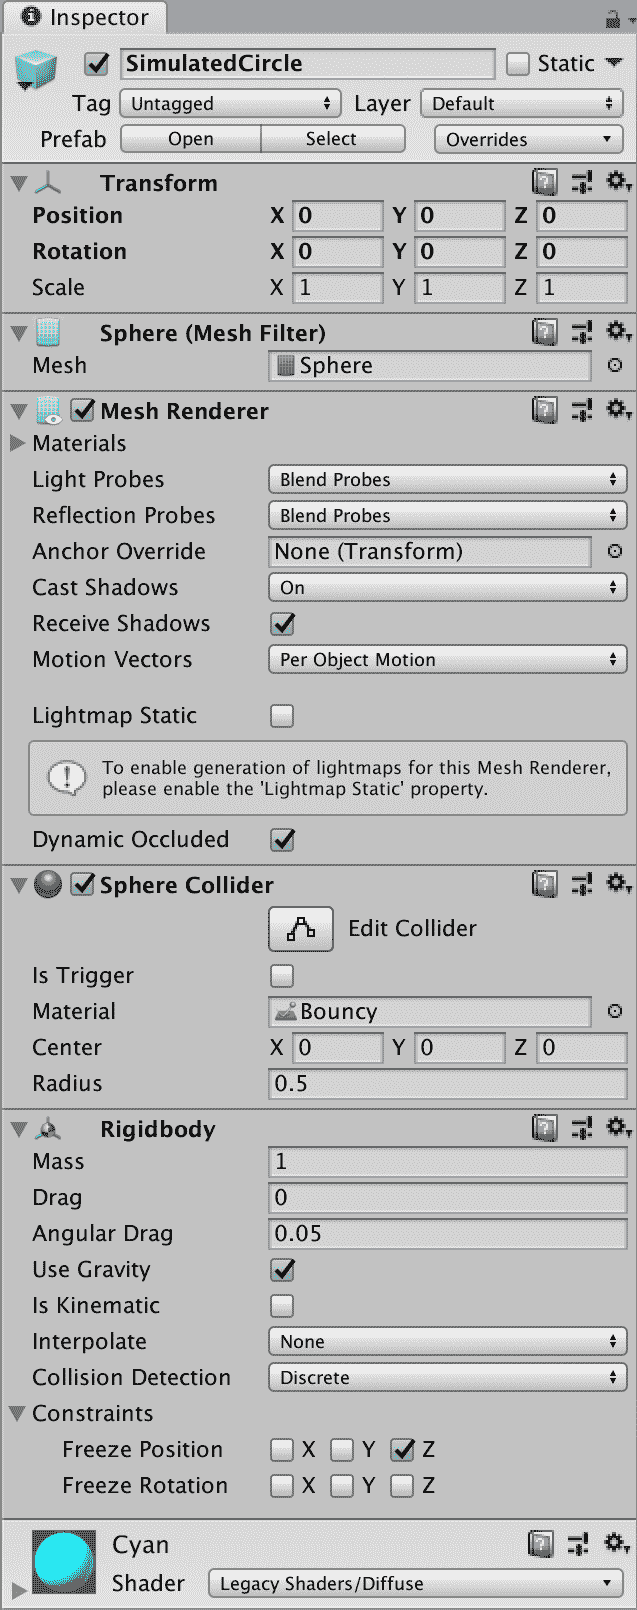 Inspector
SimulatedCircle Static
Tag Untagged Layer Default
Prefab Open Select Overrides
Transform
Position X 0 Y 0 Z 0
Rotation X 0 Y 0 Z 0
Scale X 1 Y 1 Z 1
Sphere (Mesh Filter)
Mesh Sphere
Mesh Renderer
Materials
Light Probes Blend Probes
Reflection Probes Blend Probes
Anchor Override None (Transform)
Cast Shadows On
Receive Shadows
Motion Vectors Per Object Motion
Lightmap Static
To enable generation of lightmaps for this Mesh Renderer,
please enable the 'Lightmap Static' property.
Dynamic Occluded
Sphere Collider
Edit Collider
Is Trigger
Material Bouncy
Center X 0 Y 0 Z 0
Radius 0.5
Rigidbody
Mass 1
Drag 0
Angular Drag 0.05
Use Gravity
Is Kinematic
Interpolate None
Collision Detection Discrete
Constraints
Freeze Position X Y Z
Freeze Rotation X Y Z
Cyan
Shader Legacy Shaders/Diffuse